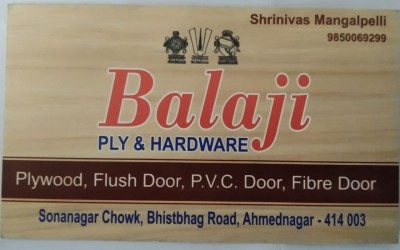 Shrinivas Mangalpelli
9850069299
Balaji
PLY & HARDWARE
Plywood, Flush Door, P.V.C. Door, Fibre Door
Sonanagar Chowk, Bhistbhag Road, Ahmednagar - 414 003